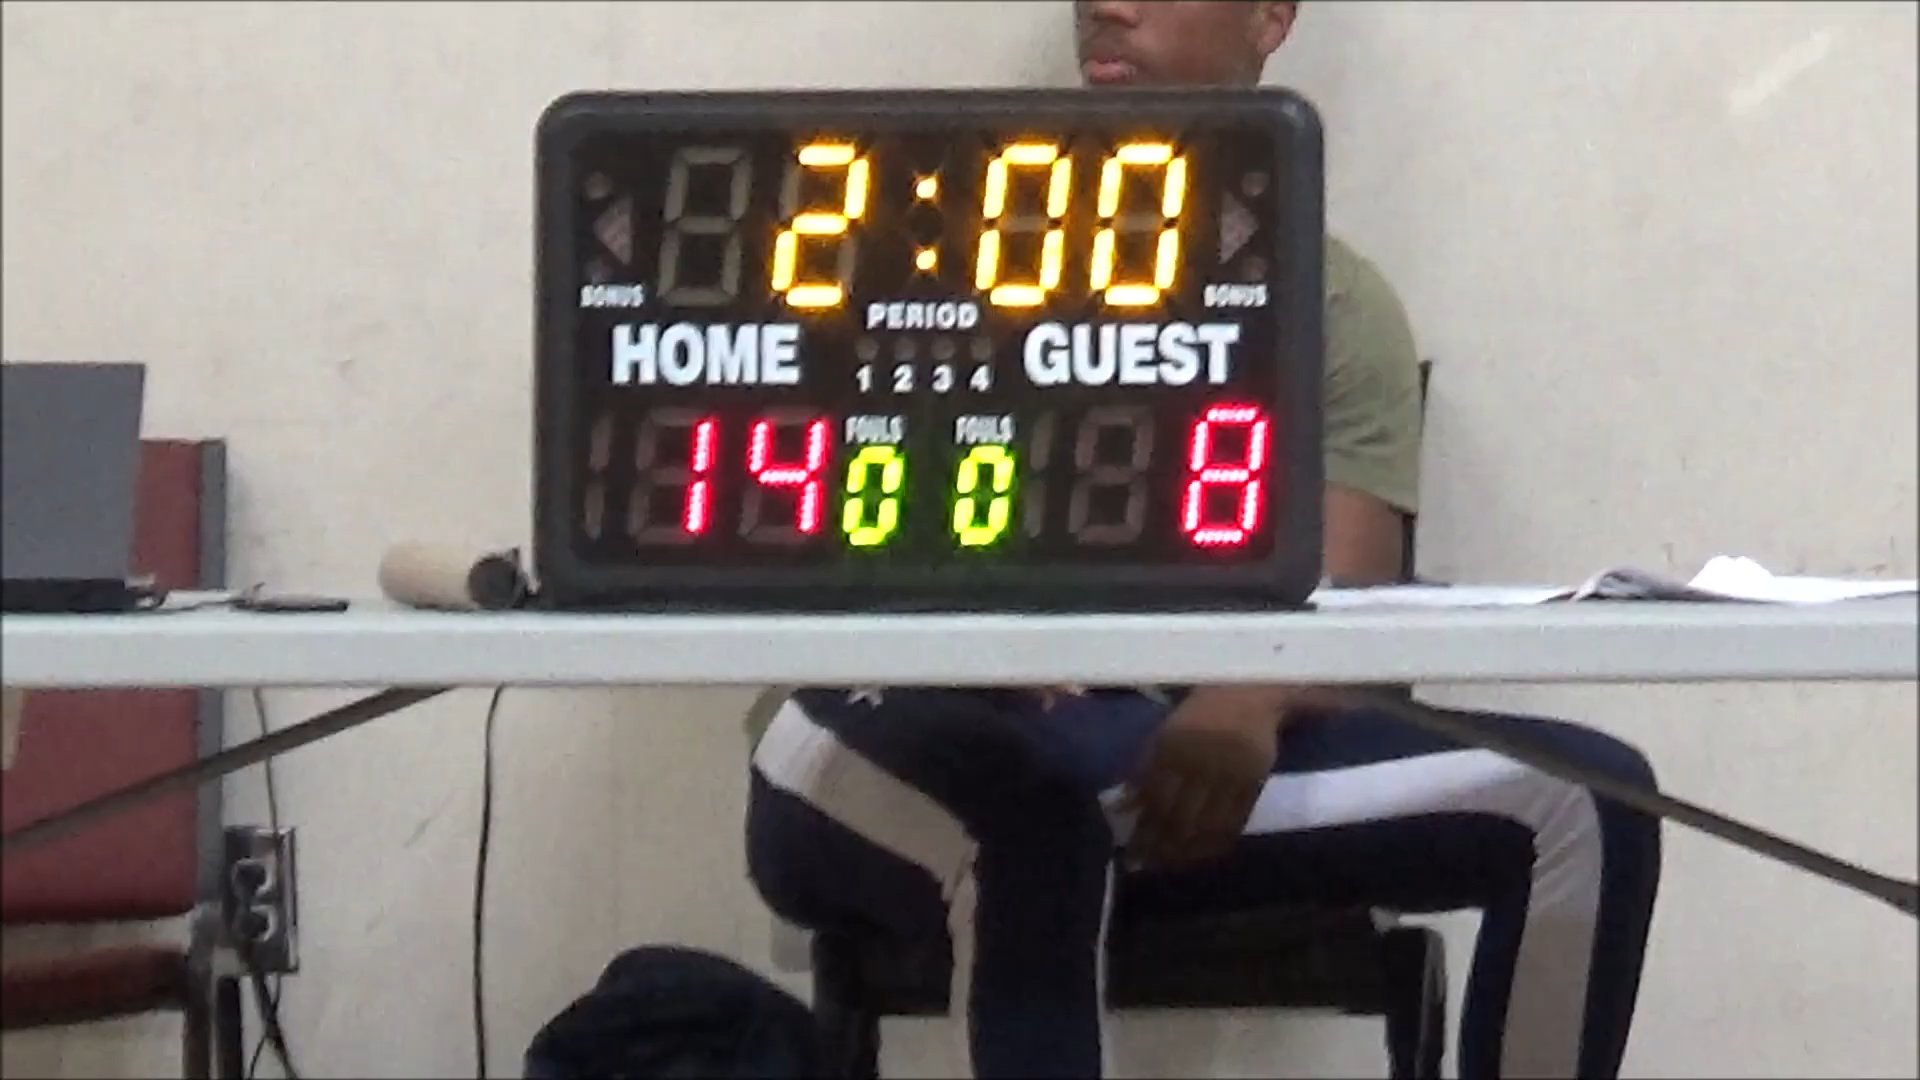 2:00
BONUS PERIOD BONUS
HOME 1 2 3 4 GUEST
FOULS FOULS
14 0 0 8